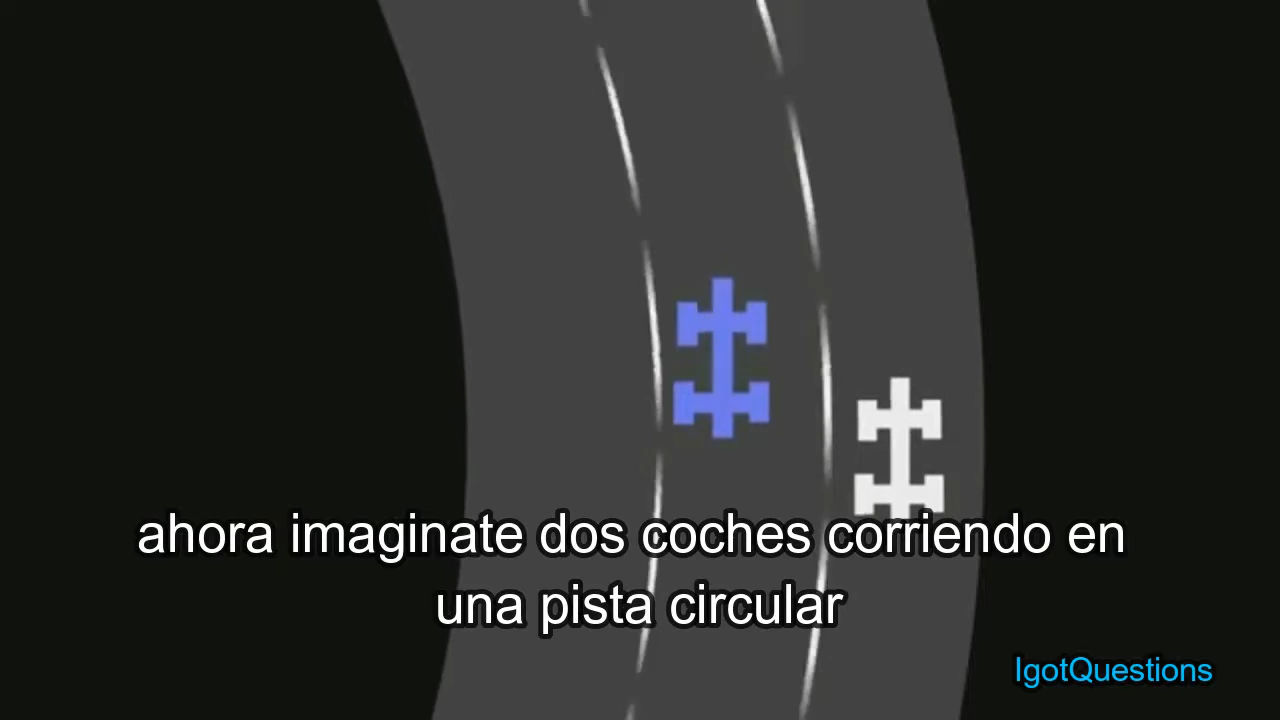 ahora imaginate dos coches corriendo en
una pista circular
IgotQuestions